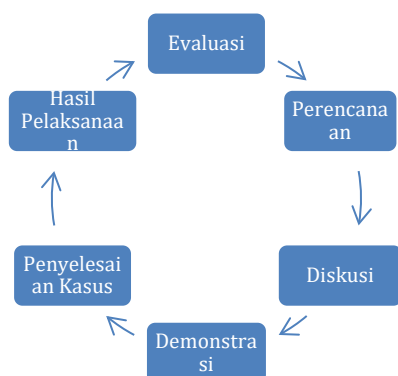 Evaluasi
Perencana
an
Diskusi
Demonstra
si
Penyelesai
an Kasus
Hasil
Pelaksanaa
n